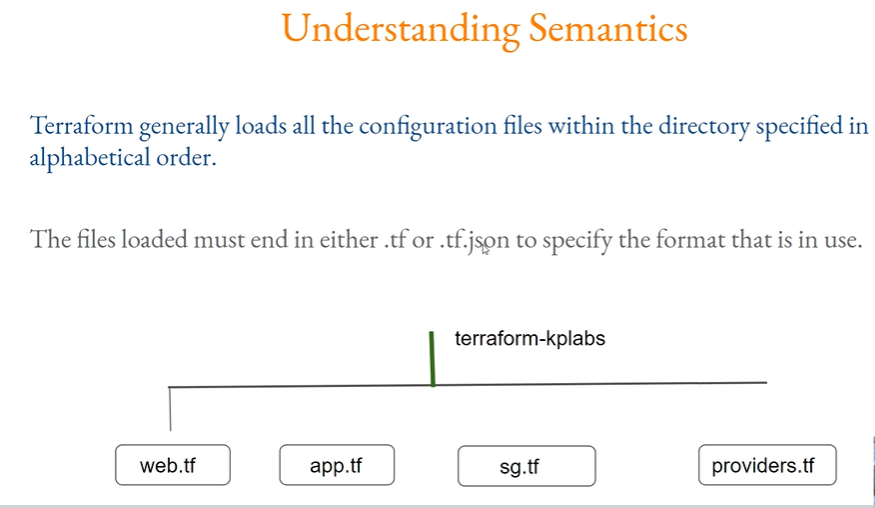 Understanding Semantics
Terraform generally loads all the configuration files within the directory specified in
alphabetical order.
The files loaded must end in either .tf or .tf.json to specify the format that is in use.
terraform-kplabs
web.tf
app.tf
sg.tf
providers.tf